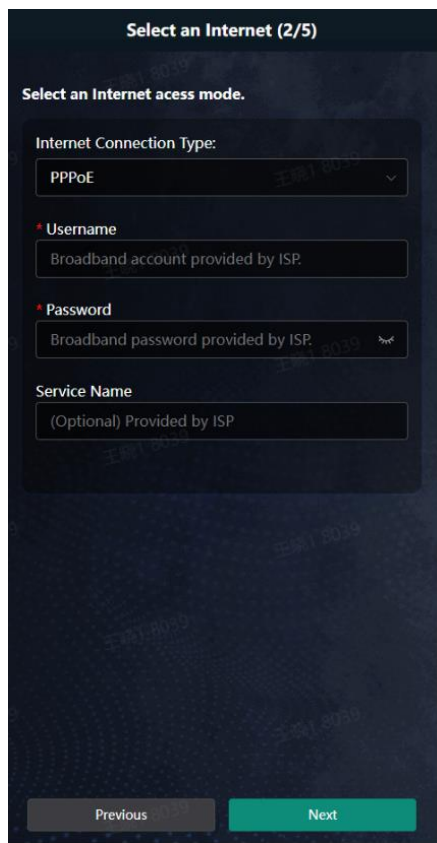 Select an Internet (2/5)
Select an Internet acess mode.
Internet Connection Type:
PPPoE
* Username
Broadband account provided by ISP.
* Password
Broadband password provided by ISP.
Service Name
(Optional) Provided by ISP
Previous
Next